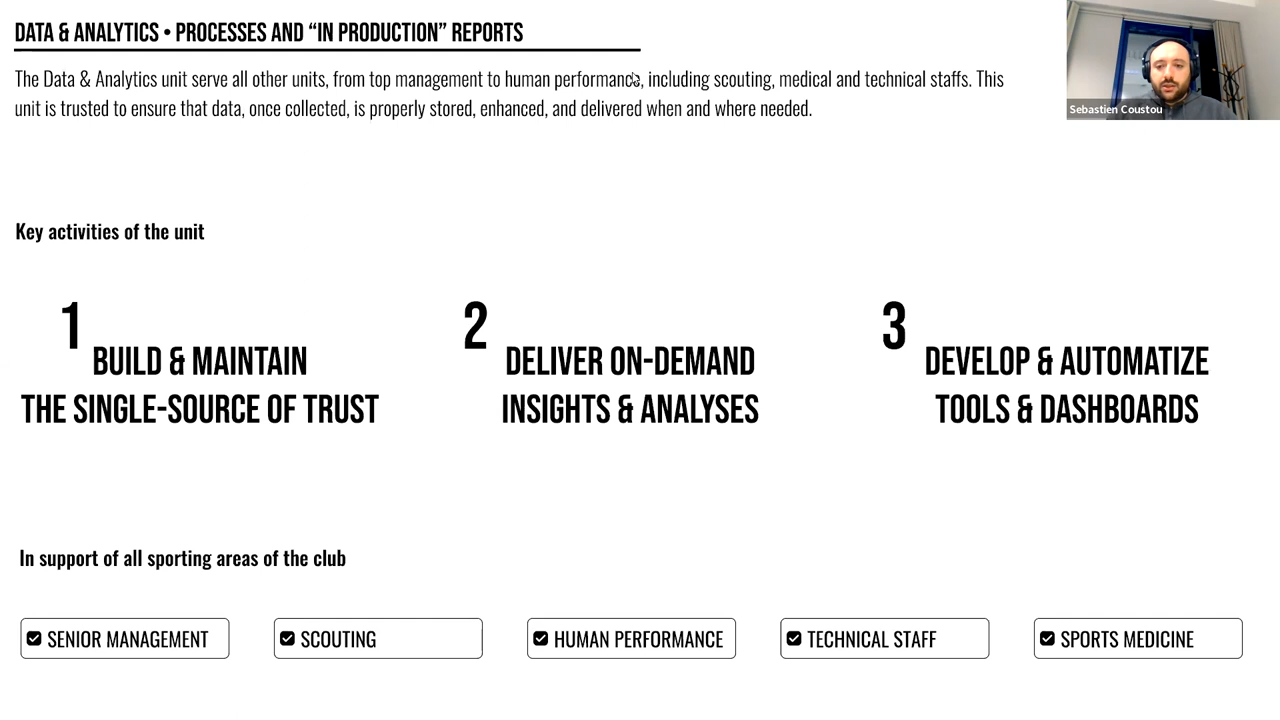 DATA & ANALYTICS • PROCESSES AND “IN PRODUCTION” REPORTS
The Data & Analytics unit serve all other units, from top management to human performance, including scouting, medical and technical staffs. This
unit is trusted to ensure that data, once collected, is properly stored, enhanced, and delivered when and where needed.
Sebastien Coustou
Key activities of the unit
1
BUILD & MAINTAIN
THE SINGLE-SOURCE OF TRUST
2
DELIVER ON-DEMAND
INSIGHTS & ANALYSES
3
DEVELOP & AUTOMATIZE
TOOLS & DASHBOARDS
In support of all sporting areas of the club
SENIOR MANAGEMENT
SCOUTING
HUMAN PERFORMANCE
TECHNICAL STAFF
SPORTS MEDICINE